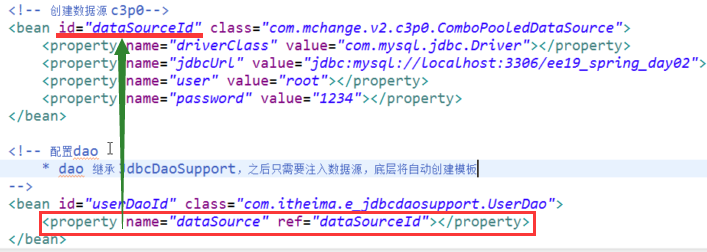 <!-- 创建数据源 c3p0-->
<bean id="dataSourceId" class="com.mchange.v2.c3p0.ComboPooledDataSource">
<property name="driverClass" value="com.mysql.jdbc.Driver"></property>
<property name="jdbcUrl" value="jdbc:mysql://localhost:3306/ee19_spring_day02">
<property name="user" value="root"></property>
<property name="password" value="1234"></property>
</bean>
<!-- 配置dao
* dao 继承 JdbcDaoSupport，之后只需要注入数据源，底层将自动创建模板
-->
<bean id="userDaoId" class="com.itheima.e_jdbcdaosupport.UserDao">
<property name="dataSource" ref="dataSourceId"></property>
</bean>